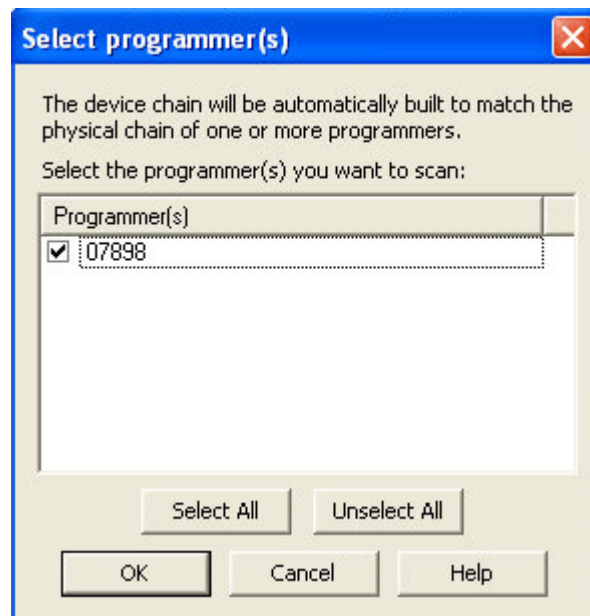 Select programmer(s)
The device chain will be automatically built to match the
physical chain of one or more programmers.
Select the programmer(s) you want to scan:
Programmer(s)
07898
Select All Unselect All
OK Cancel Help